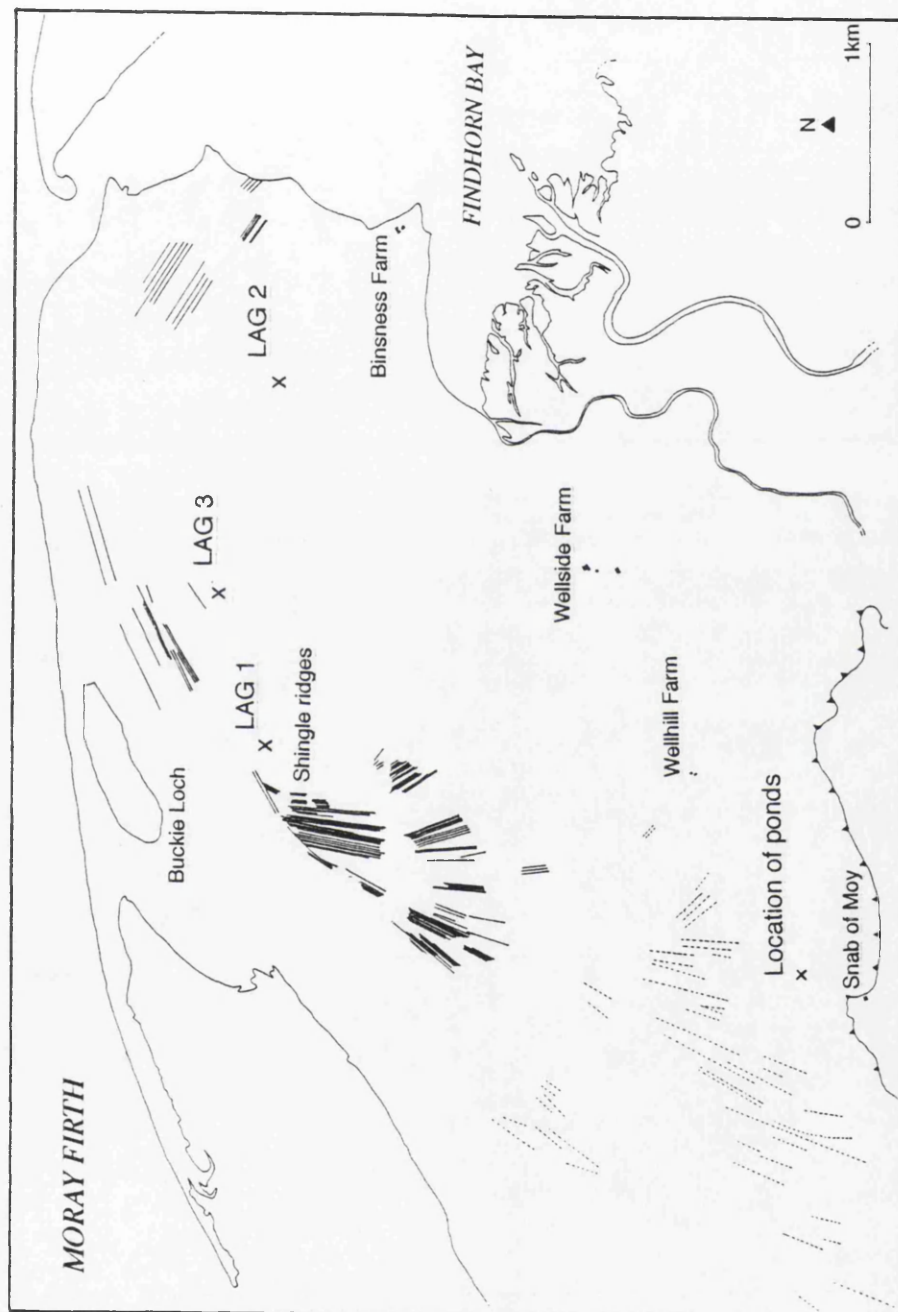 MORAY FIRTH
Buckie Loch
LAG 3
LAG 2
LAG 1
Shingle ridges
Binsness Farm
FINDHORN BAY
Wellside Farm
Wellhill Farm
Location of ponds
Snab of Moy
N
0 1km
X
X
X
X